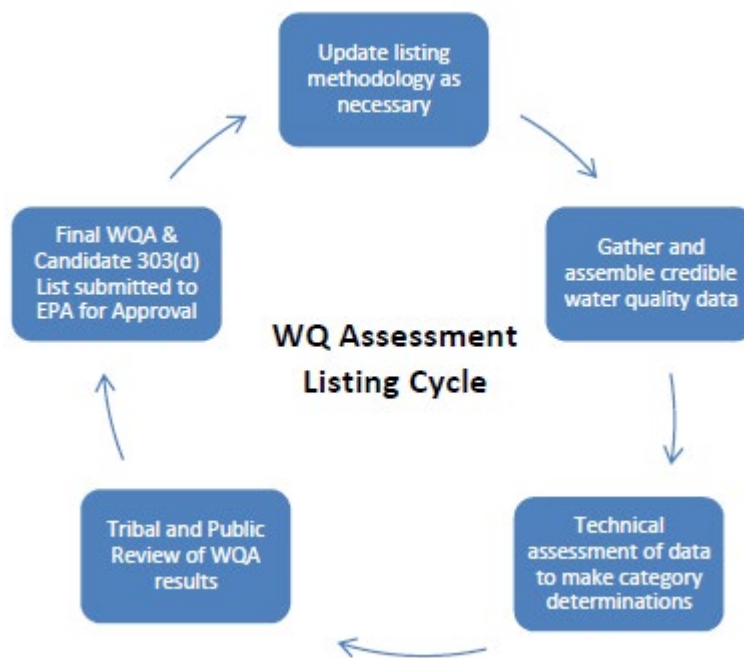 Update listing
methodology as
necessary
Gather and
assemble credible
water quality data
Technical
assessment of data
to make category
determinations
Tribal and Public
Review of WQA
results
Final WQA &
Candidate 303(d)
List submitted to
EPA for Approval
WQ Assessment
Listing Cycle